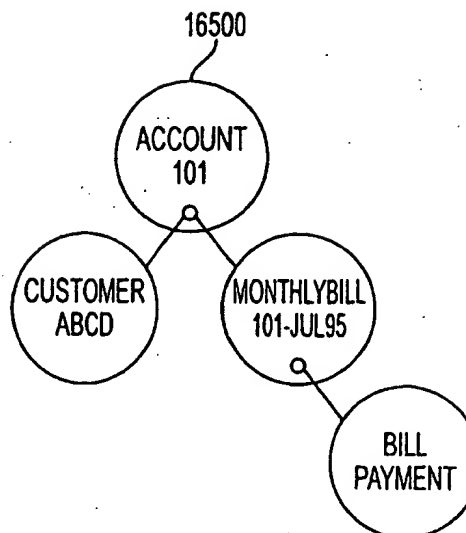 16500
ACCOUNT
101
CUSTOMER
ABCD
MONTHLYBILL
101-JUL95
BILL
PAYMENT